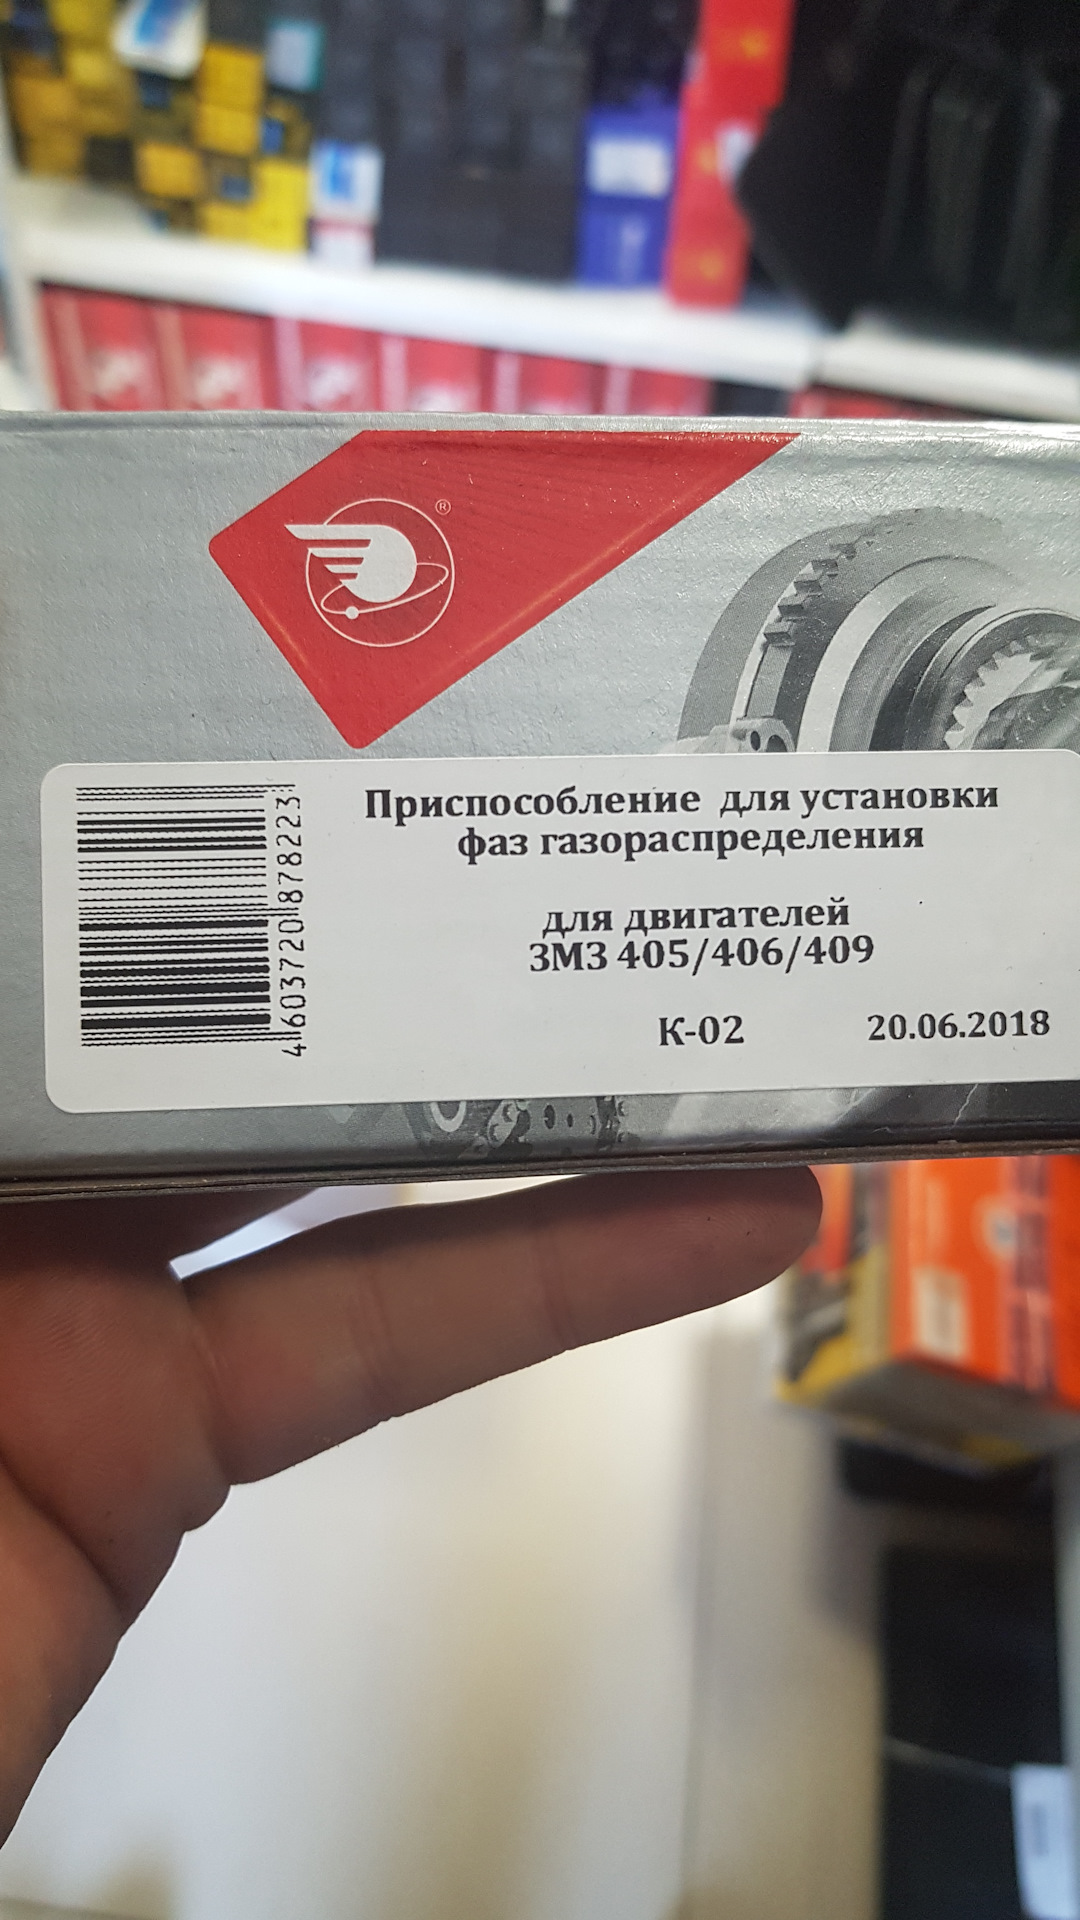 ®
Приспособление для установки
фаз газораспределения
для двигателей
ЗМЗ 405/406/409
К-02
20.06.2018
4603720878223